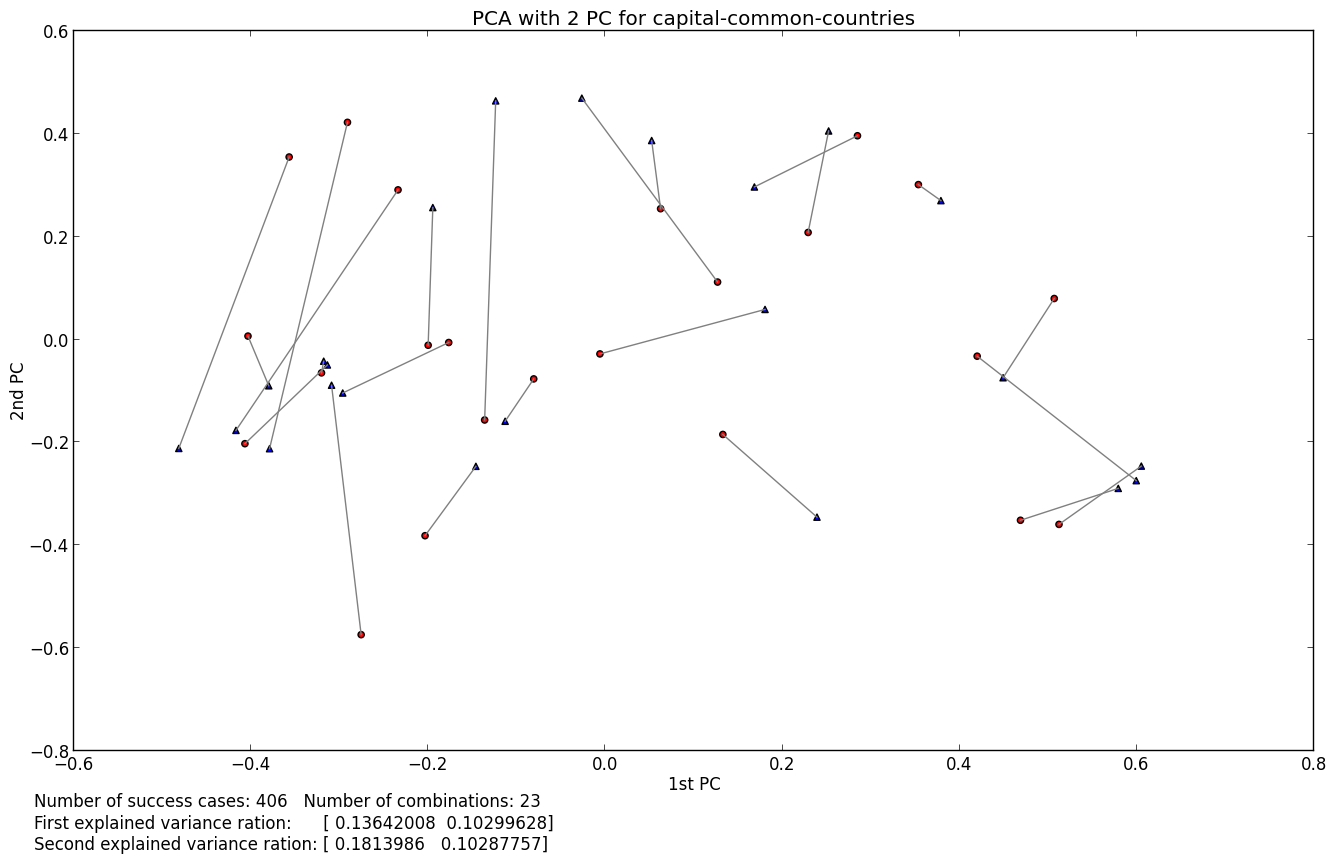 PCA with 2 PC for capital-common-countries
0.6
0.4
0.2
0.0
−0.2
−0.4
−0.6
−0.8
2nd PC
−0.6 −0.4 −0.2 0.0 0.2 0.4 0.6 0.8
1st PC
Number of success cases: 406 Number of combinations: 23
First explained variance ration: [ 0.13642008 0.10299628]
Second explained variance ration: [ 0.1813986 0.10287757]